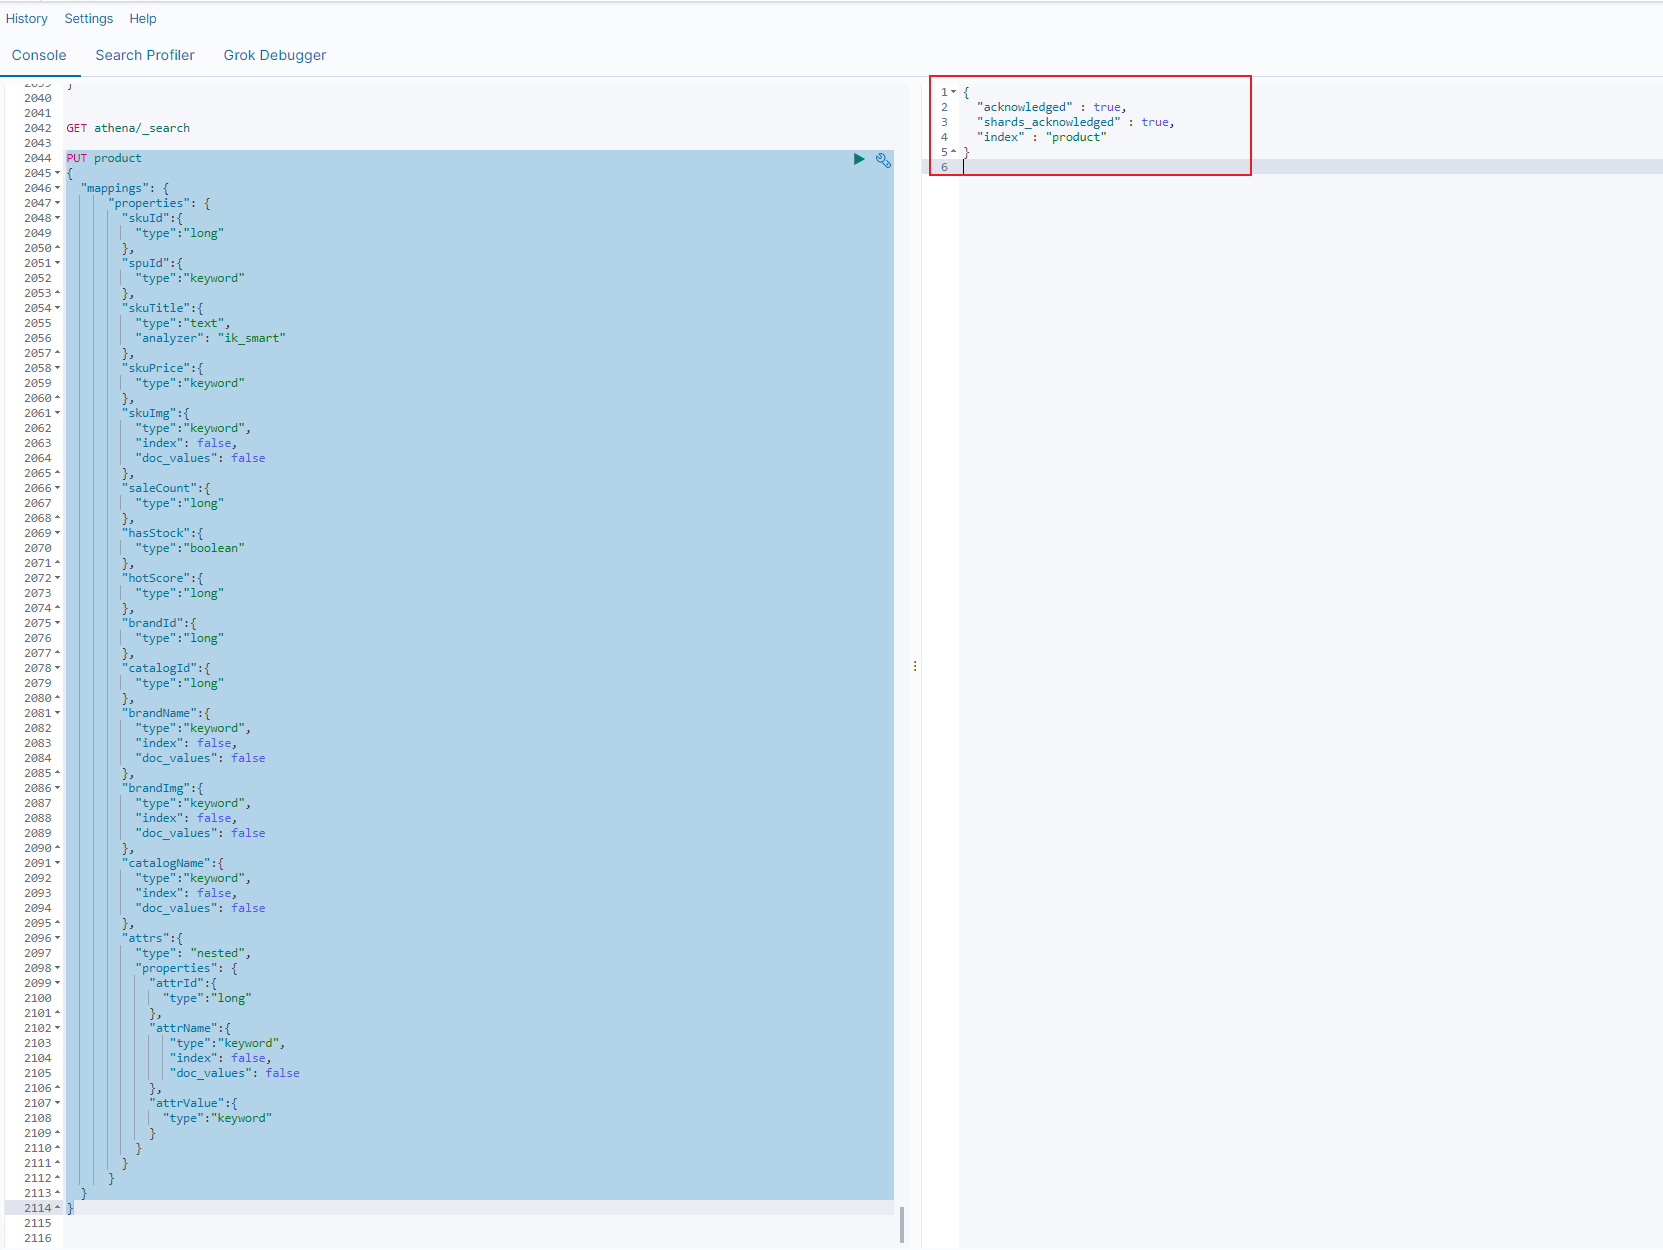 History Settings Help
Console Search Profiler Grok Debugger
2039 }
2040
2041
2042 GET athena/_search
2043
2044 PUT product
2045 {
2046 "mappings": {
2047 "properties": {
2048 "skuId":{
2049 "type":"long"
2050 },
2051 "spuId":{
2052 "type":"keyword"
2053 },
2054 "skuTitle":{
2055 "type":"text",
2056 "analyzer": "ik_smart"
2057 },
2058 "skuPrice":{
2059 "type":"keyword"
2060 },
2061 "skuImg":{
2062 "type":"keyword",
2063 "index": false,
2064 "doc_values": false
2065 },
2066 "saleCount":{
2067 "type":"long"
2068 },
2069 "hasStock":{
2070 "type":"boolean"
2071 },
2072 "hotScore":{
2073 "type":"long"
2074 },
2075 "brandId":{
2076 "type":"long"
2077 },
2078 "catalogId":{
2079 "type":"long"
2080 },
2081 "brandName":{
2082 "type":"keyword",
2083 "index": false,
2084 "doc_values": false
2085 },
2086 "brandImg":{
2087 "type":"keyword",
2088 "index": false,
2089 "doc_values": false
2090 },
2091 "catalogName":{
2092 "type":"keyword",
2093 "index": false,
2094 "doc_values": false
2095 },
2096 "attrs":{
2097 "type": "nested",
2098 "properties": {
2099 "attrId":{
2100 "type":"long"
2101 },
2102 "attrName":{
2103 "type":"keyword",
2104 "index": false,
2105 "doc_values": false
2106 },
2107 "attrValue":{
2108 "type":"keyword"
2109 }
2110 }
2111 }
2112 }
2113 }
2114 }
2115
2116
1 {
2 "acknowledged" : true,
3 "shards_acknowledged" : true,
4 "index" : "product"
5 }
6